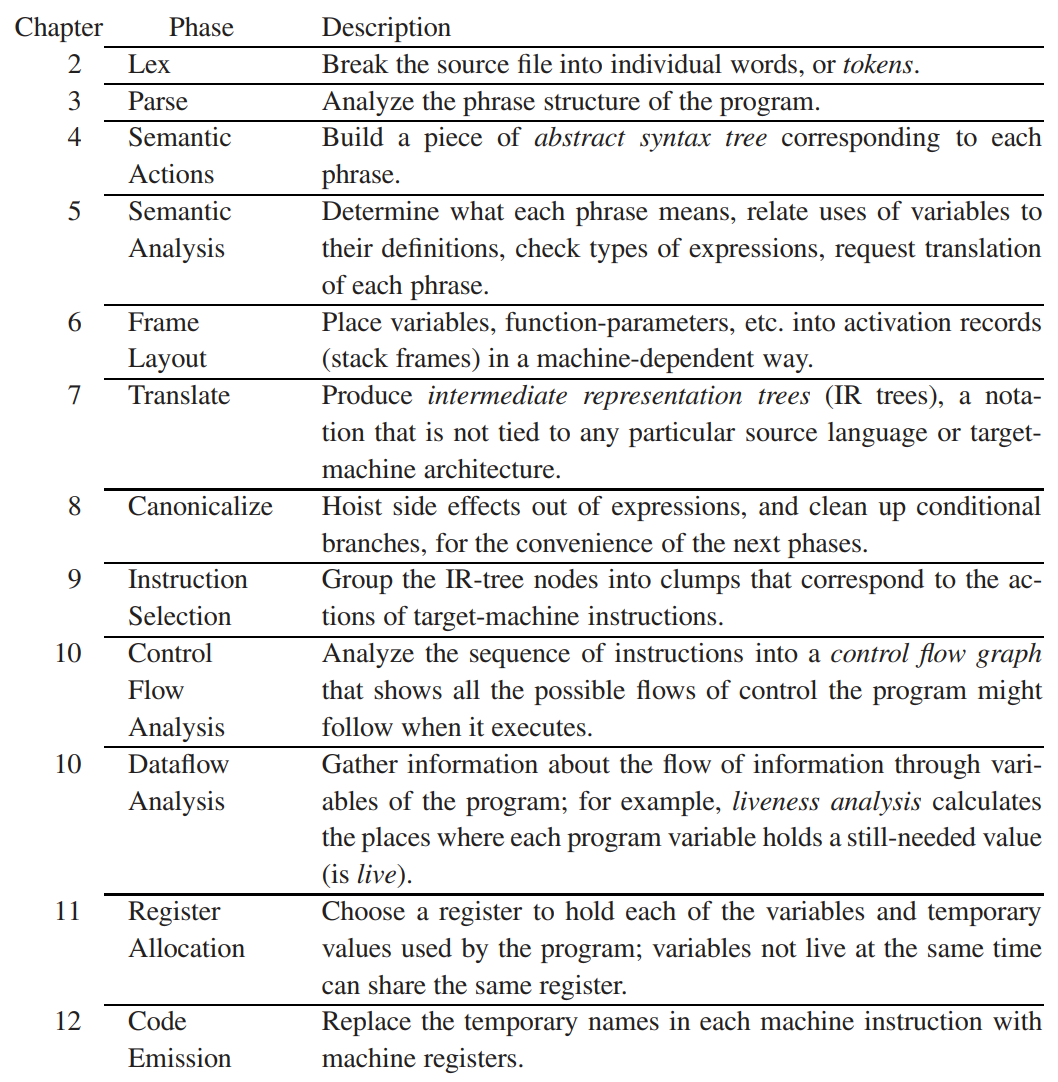 Chapter Phase Description
2 Lex Break the source file into individual words, or tokens.
3 Parse Analyze the phrase structure of the program.
4 Semantic Build a piece of abstract syntax tree corresponding to each
Actions phrase.
5 Semantic Determine what each phrase means, relate uses of variables to
Analysis their definitions, check types of expressions, request translation
of each phrase.
6 Frame Place variables, function-parameters, etc. into activation records
Layout (stack frames) in a machine-dependent way.
7 Translate Produce intermediate representation trees (IR trees), a nota-
tion that is not tied to any particular source language or target-
machine architecture.
8 Canonicalize Hoist side effects out of expressions, and clean up conditional
branches, for the convenience of the next phases.
9 Instruction Group the IR-tree nodes into clumps that correspond to the ac-
Selection tions of target-machine instructions.
10 Control Analyze the sequence of instructions into a control flow graph
Flow that shows all the possible flows of control the program might
Analysis follow when it executes.
10 Dataflow Gather information about the flow of information through vari-
Analysis ables of the program; for example, liveness analysis calculates
the places where each program variable holds a still-needed value
(is live).
11 Register Choose a register to hold each of the variables and temporary
Allocation values used by the program; variables not live at the same time
can share the same register.
12 Code Replace the temporary names in each machine instruction with
Emission machine registers.